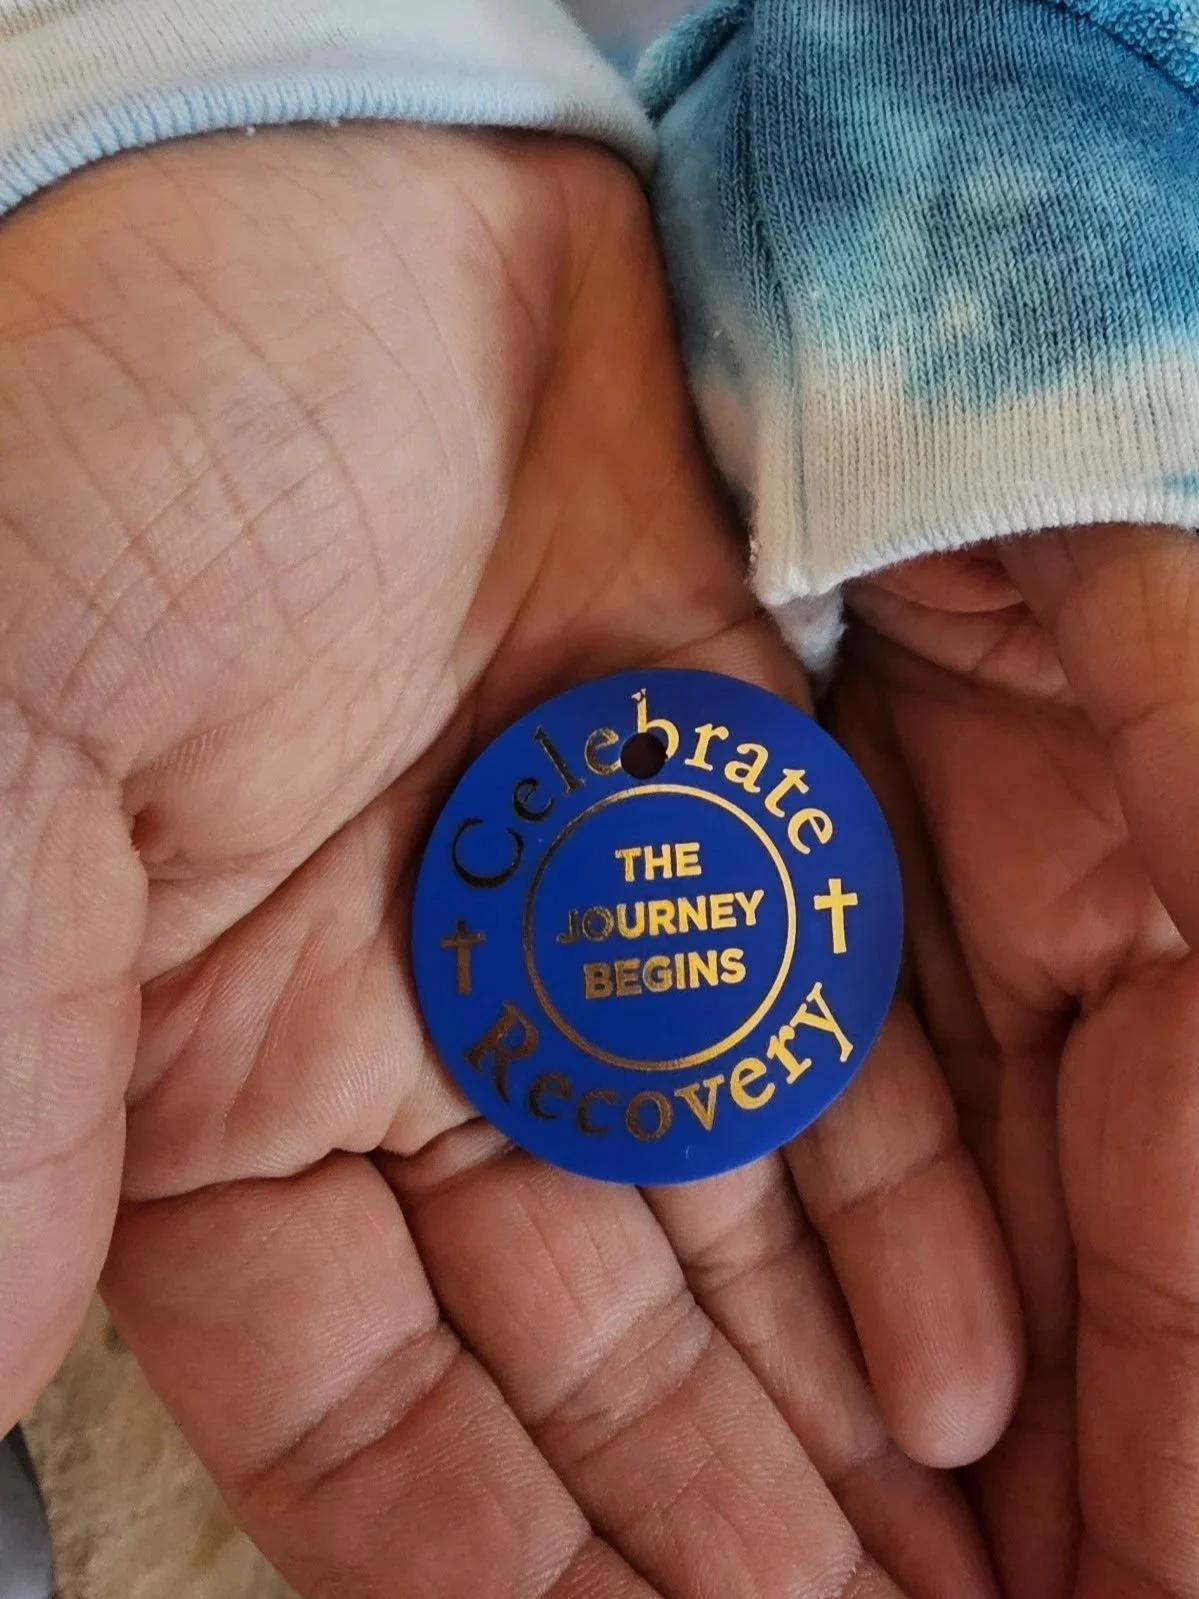 Celebrate
THE
JOURNEY
BEGINS
Recovery